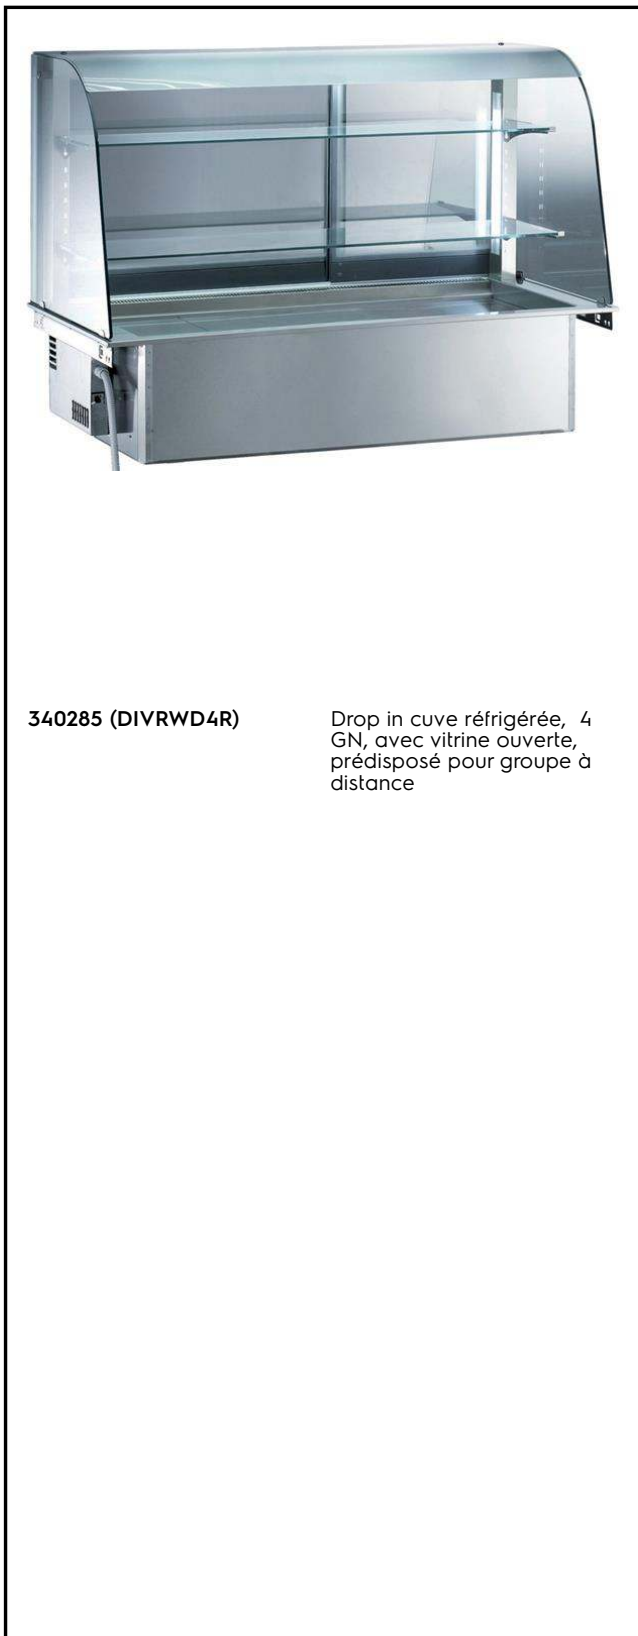 340285 (DIVRWD4R)
Drop in cuve réfrigérée, 4
GN, avec vitrine ouverte,
prédisposé pour groupe à
distance